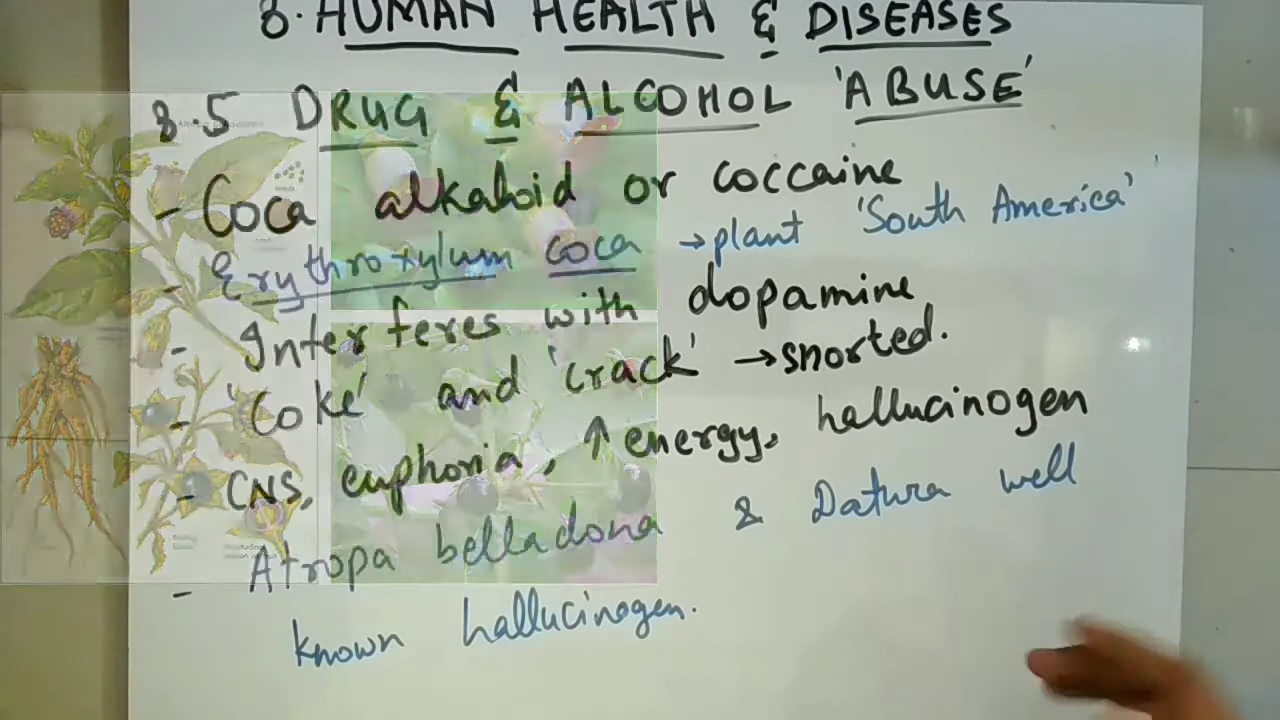 8. HUMAN HEALTH & DISEASES
8.5 DRUG & ALCOHOL 'ABUSE'
- Coca alkaloid or coccaine
- Erythroxylum coca → plant 'South America'
- Interferes with dopamine
- 'Coke' and 'crack' → snorted.
- CNS, euphoria, ↑ energy, hallucinogen
- Atropa belladona & Datura well
known hallucinogen.